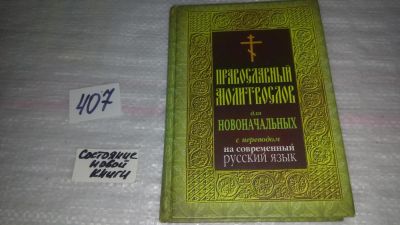 407
Состояние
новой
книги
ПРАВОСЛАВНЫЙ
МОЛИТВОСЛОВ
для
НОВОНАЧАЛЬНЫХ
с переводом
на современный
русский язык